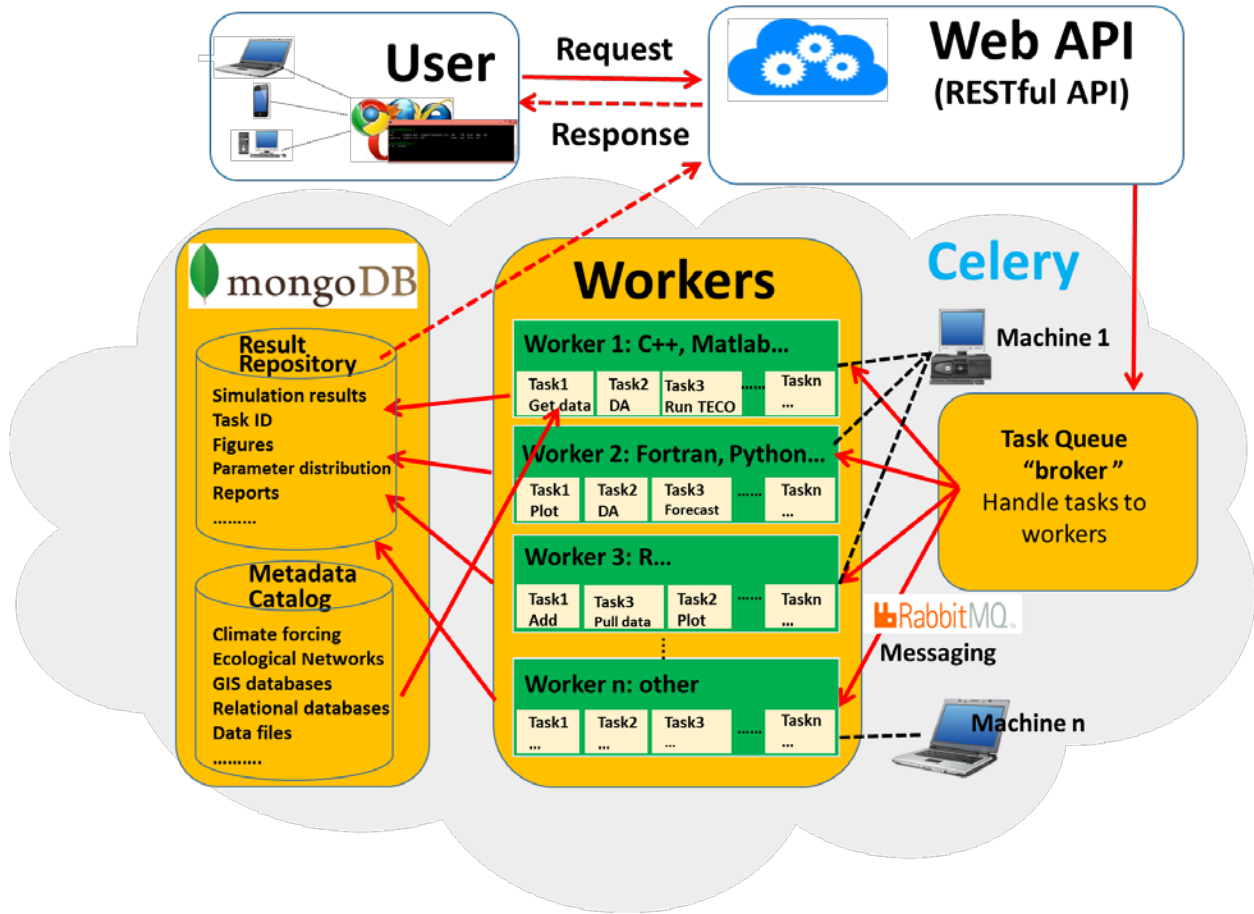 User
Request
Response
Web API
(RESTful API)
mongoDB
Result
Repository
Simulation results
Task ID
Figures
Parameter distribution
Reports
.........
Metadada
Catalog
Climate forcing
Ecological Networks
GIS databases
Relational databases
Data files
..........
Workers
Worker 1: C++, Matlab...
Task1
Get data
Task2
DA
Task3
Run TECO
......
Taskn
...
Worker 2: Fortran, Python...
Task1
Plot
Task2
DA
Task3
Forecast
......
Taskn
...
Worker 3: R...
Task1
Add
Task3
Pull data
Task2
Plot
......
Taskn
...
Worker n: other
Task1
...
Task2
...
Task3
...
......
Taskn
...
Celery
Machine 1
Task Queue
“broker ”
Handle tasks to
workers
RabbitMQ
Messaging
Machine n